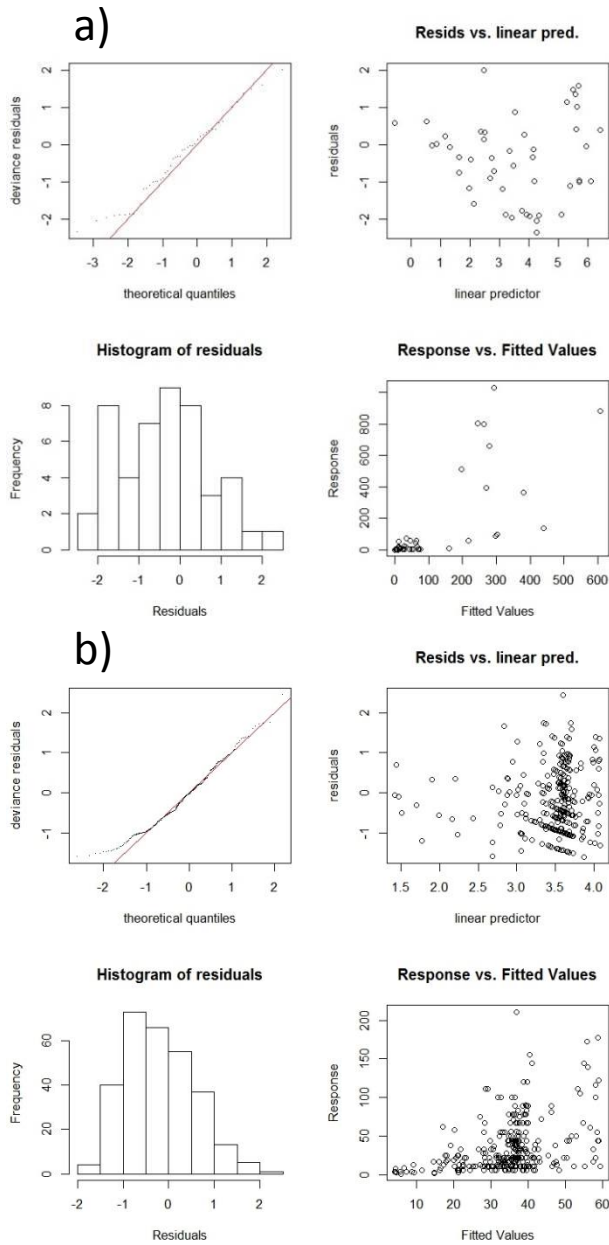 a)
deviance residuals
2
1
0
-1
-2
-3 -2 -1 0 1 2
theoretical quantiles
Resids vs. linear pred.
residuals
2
1
0
-1
-2
0 1 2 3 4 5 6
linear predictor
Histogram of residuals
Frequency
8
6
4
2
0
-2 -1 0 1 2
Residuals
Response vs. Fitted Values
Response
800
600
400
200
0
0 100 200 300 400 500 600
Fitted Values
b)
deviance residuals
2
1
0
-1
-2 -1 0 1 2
theoretical quantiles
Resids vs. linear pred.
residuals
2
1
0
-1
1.5 2.0 2.5 3.0 3.5 4.0
linear predictor
Histogram of residuals
Frequency
60
40
20
0
-2 -1 0 1 2
Residuals
Response vs. Fitted Values
Response
200
150
100
50
0
10 20 30 40 50 60
Fitted Values